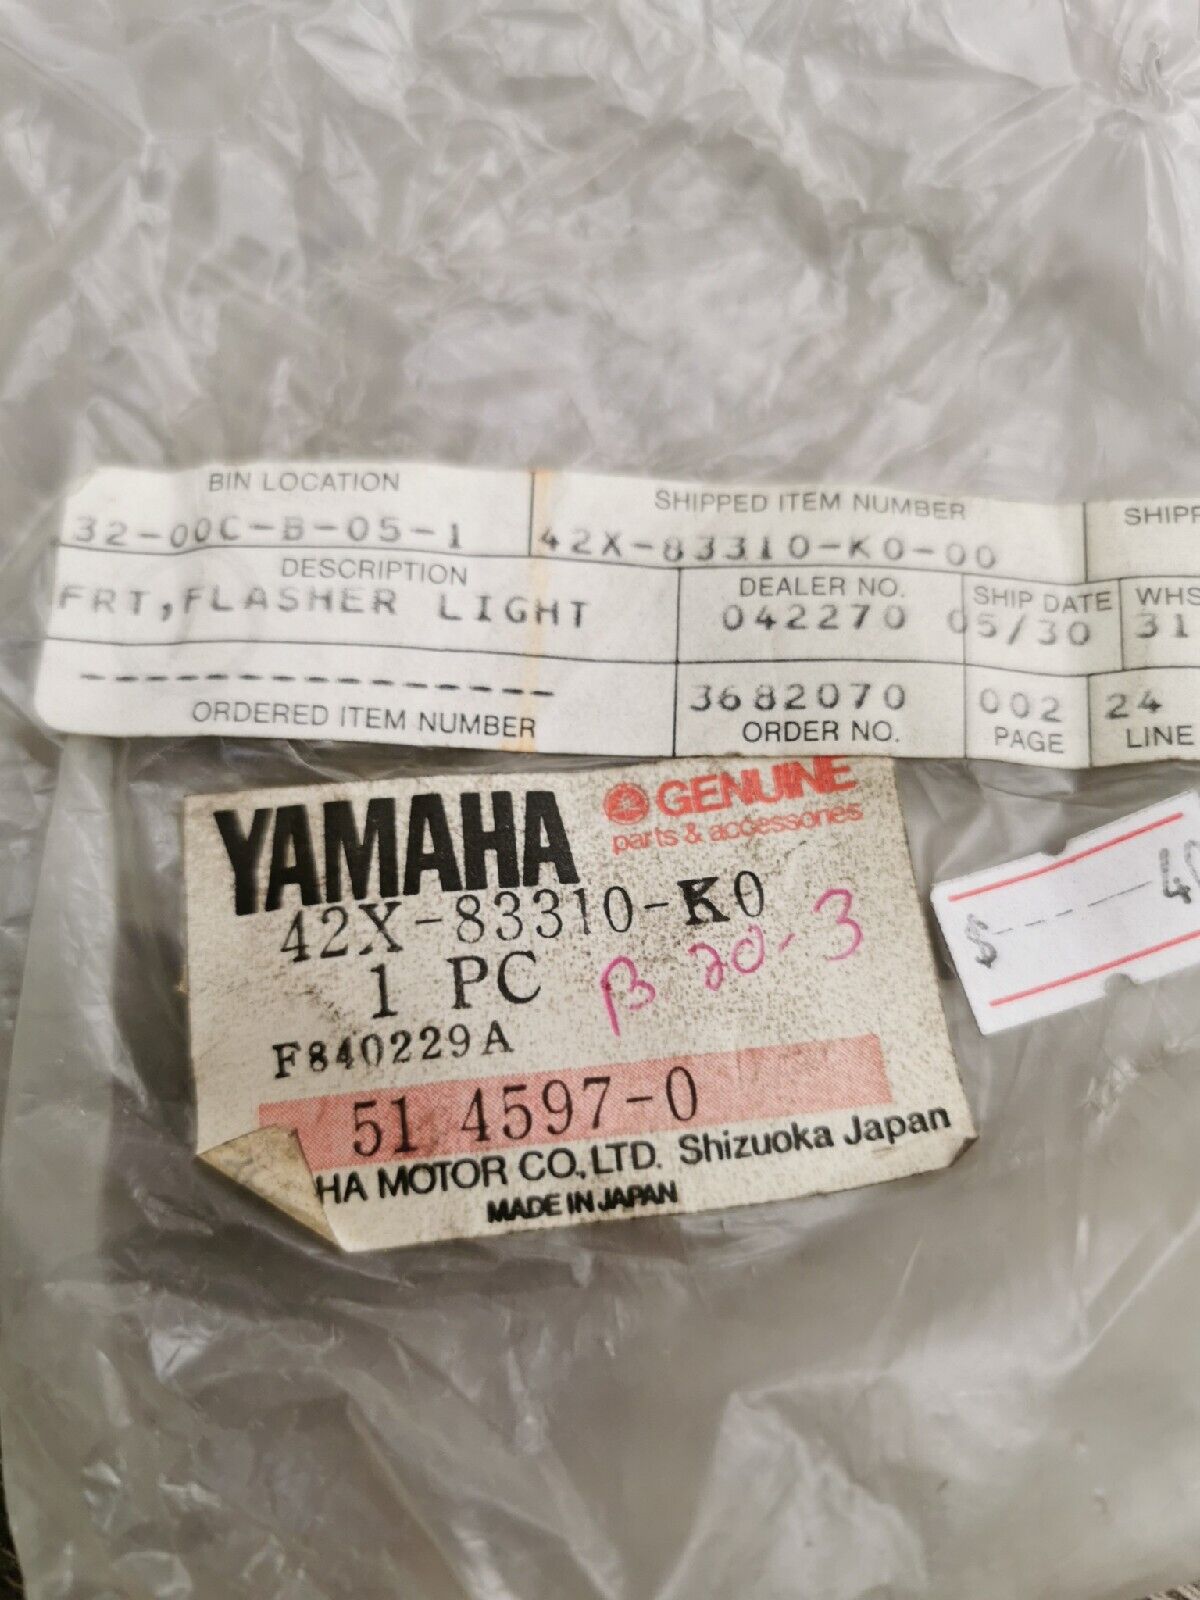 BIN LOCATION SHIPPED ITEM NUMBER SHIPP
32-00C-B-05-1 42X-83310-K0-00
DESCRIPTION DEALER NO. SHIP DATE WHS
FRT,FLASHER LIGHT 042270 05/30 31
---------------- 3682070 002 24
ORDERED ITEM NUMBER ORDER NO. PAGE LINE
YAMAHA GENUINE
parts & accessories
42X-83310-K0
1 PC B 20-3
F840229A
$-----
51 4597-0
HA MOTOR CO.,LTD. Shizuoka Japan
MADE IN JAPAN